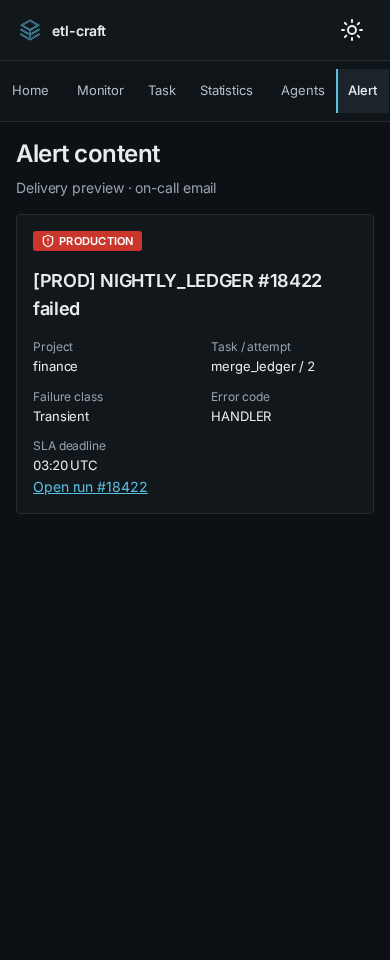 etl-craft
Home Monitor Task Statistics Agents Alert
Alert content
Delivery preview · on-call email
PRODUCTION
[PROD] NIGHTLY_LEDGER #18422
failed
Project Task / attempt
finance merge_ledger / 2
Failure class Error code
Transient HANDLER
SLA deadline
03:20 UTC
Open run #18422